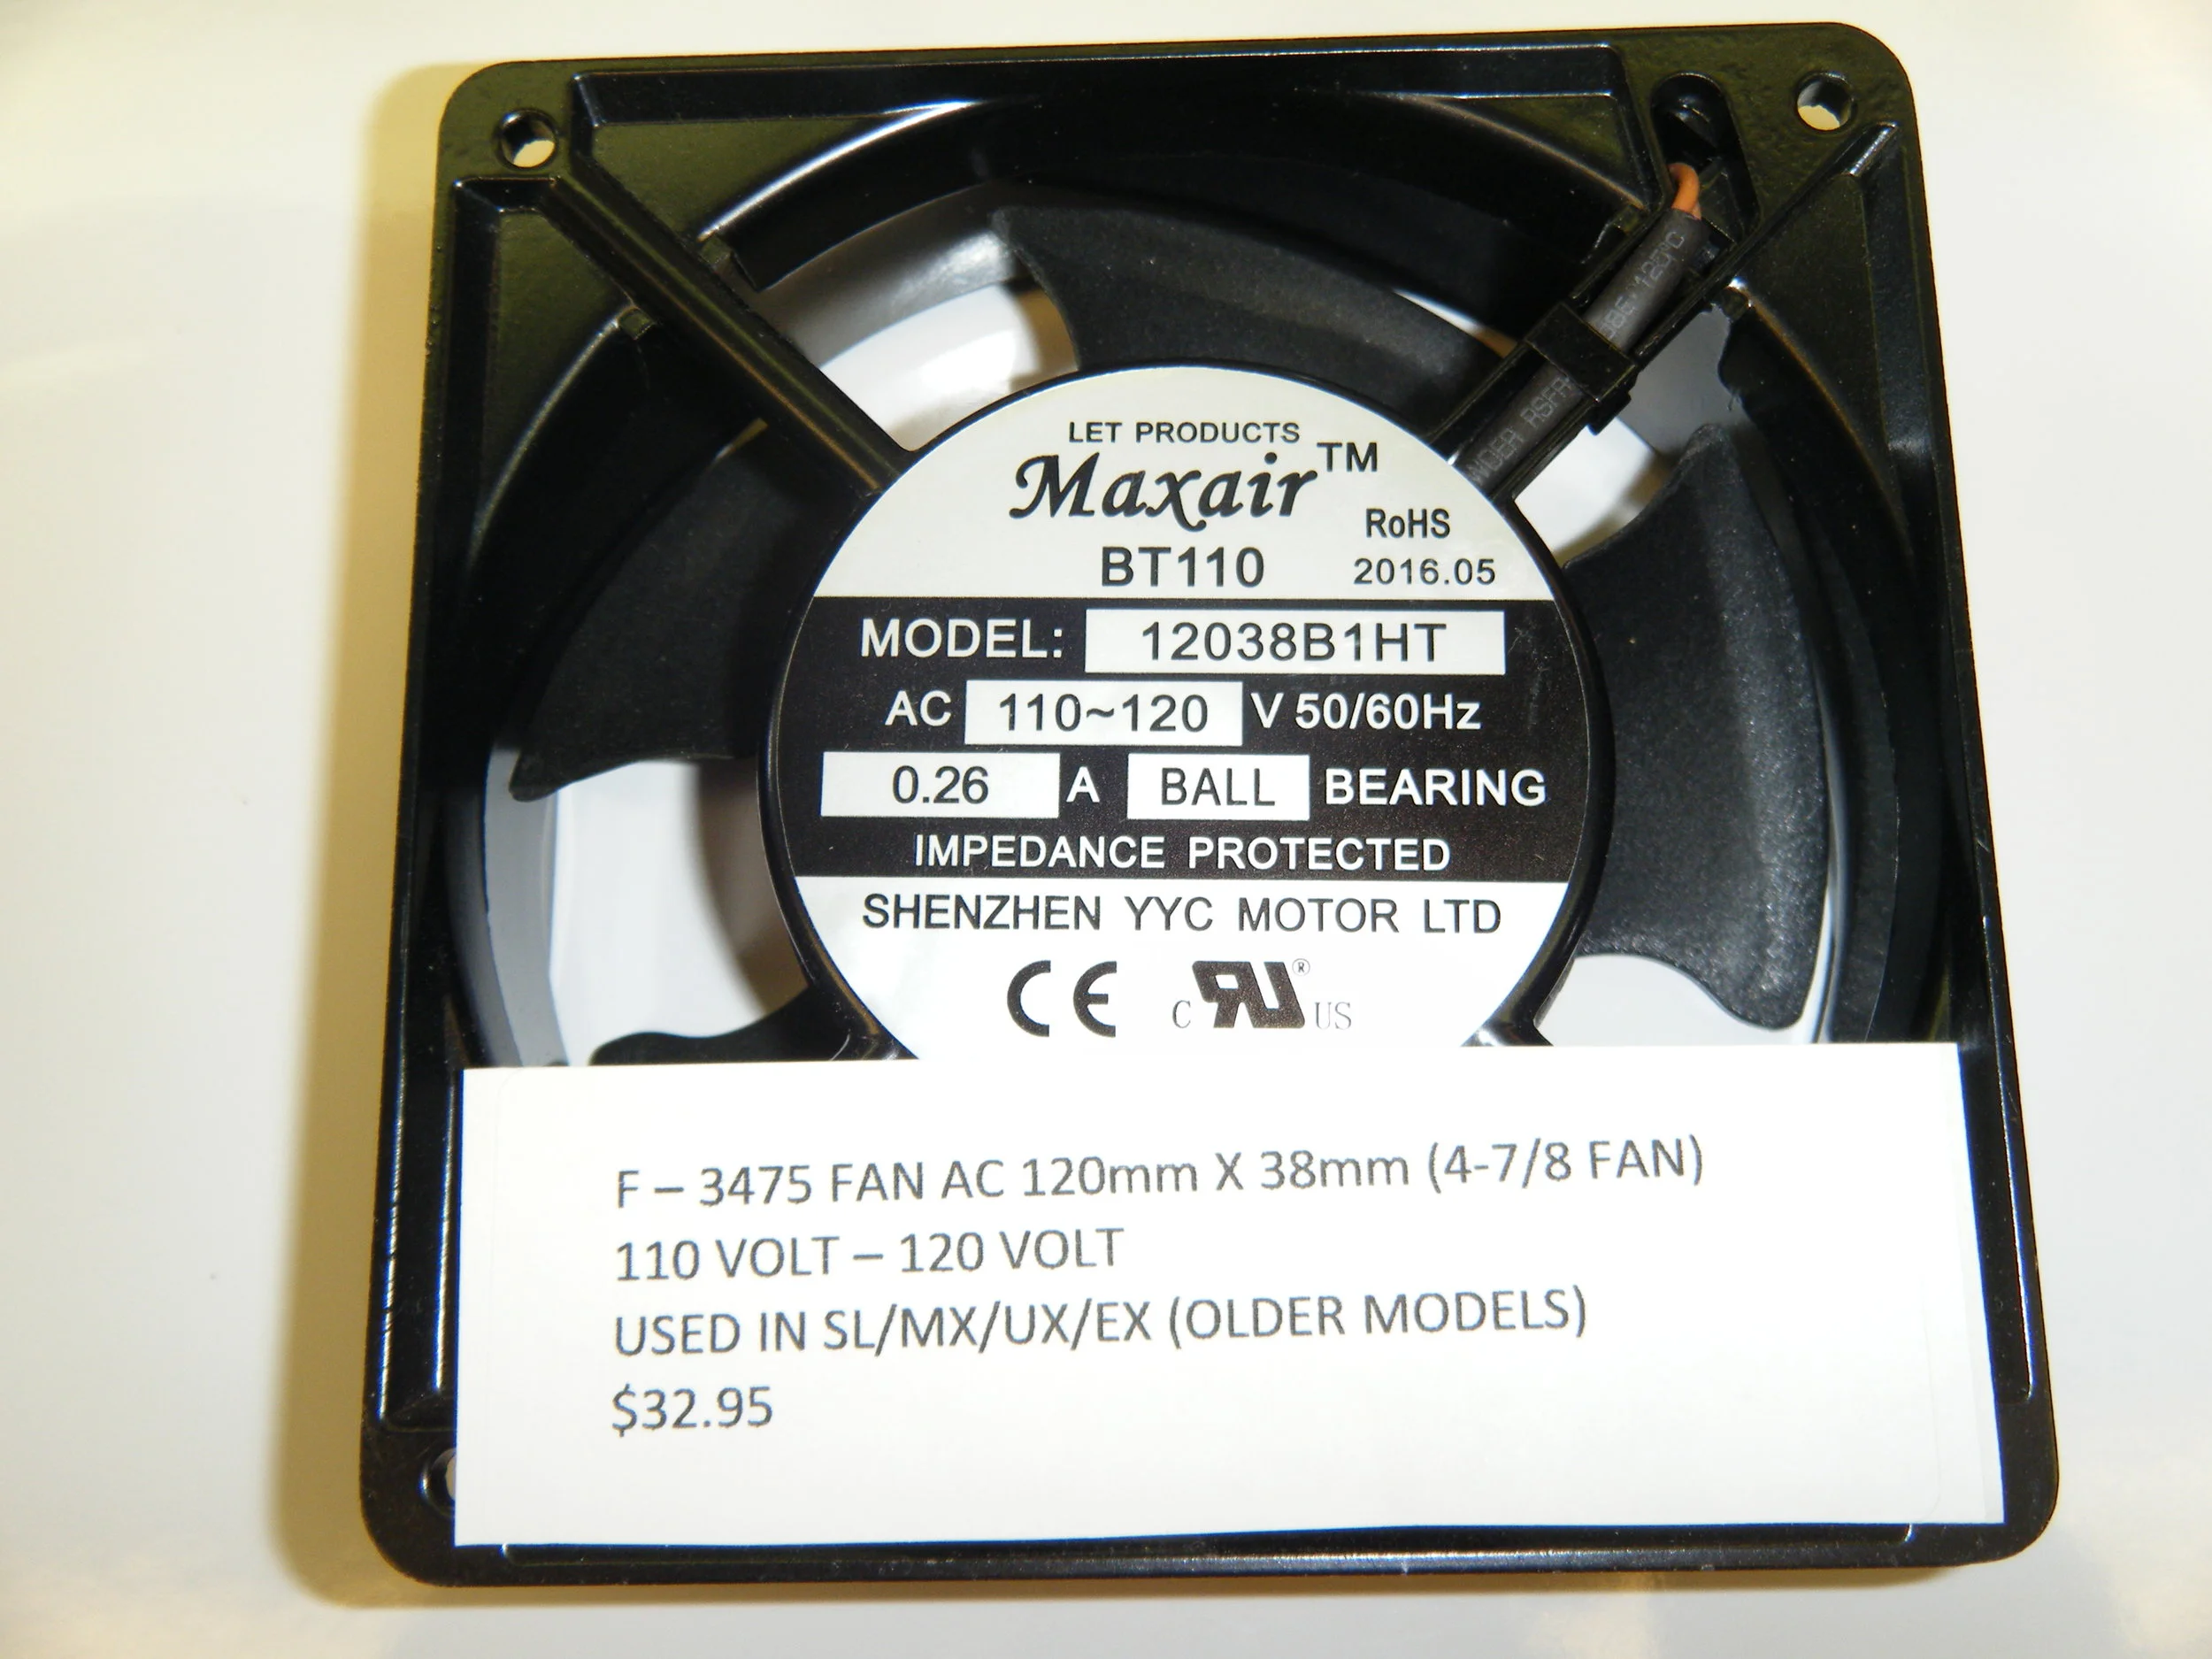 LET PRODUCTS
Maxair™
RoHS
BT110 2016.05
MODEL: 12038B1HT
AC 110~120 V 50/60Hz
0.26 A BALL BEARING
IMPEDANCE PROTECTED
SHENZHEN YYC MOTOR LTD
CE c RU ® US
F – 3475 FAN AC 120mm X 38mm (4-7/8 FAN)
110 VOLT – 120 VOLT
USED IN SL/MX/UX/EX (OLDER MODELS)
$32.95
125°C